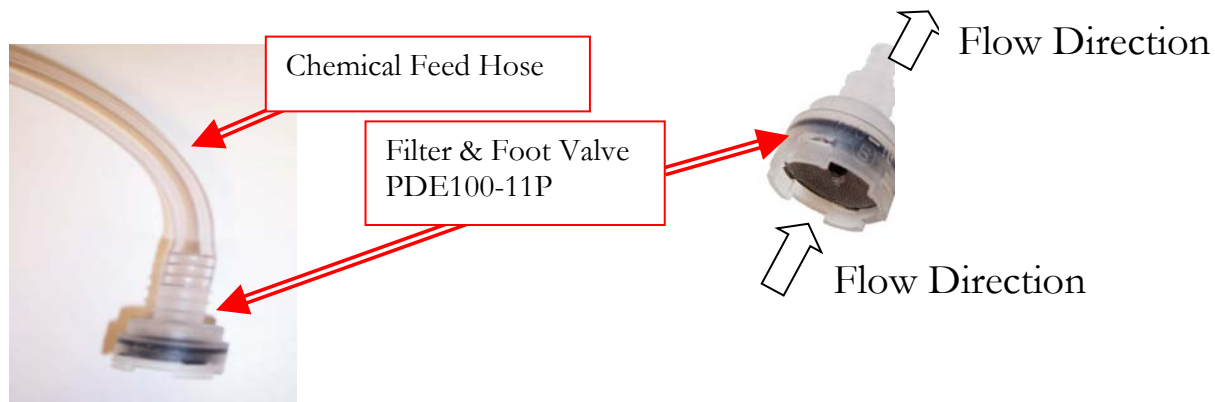 Chemical Feed Hose
Filter & Foot Valve
PDE100-11P
Flow Direction
Flow Direction